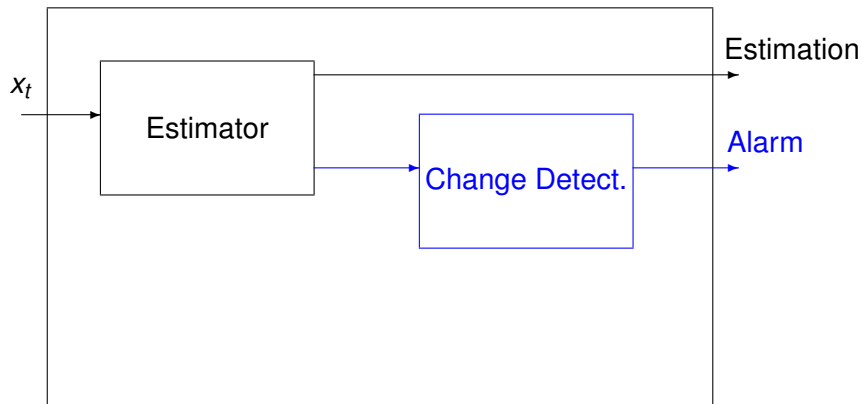 Estimation
x_t
Estimator
Alarm
Change Detect.